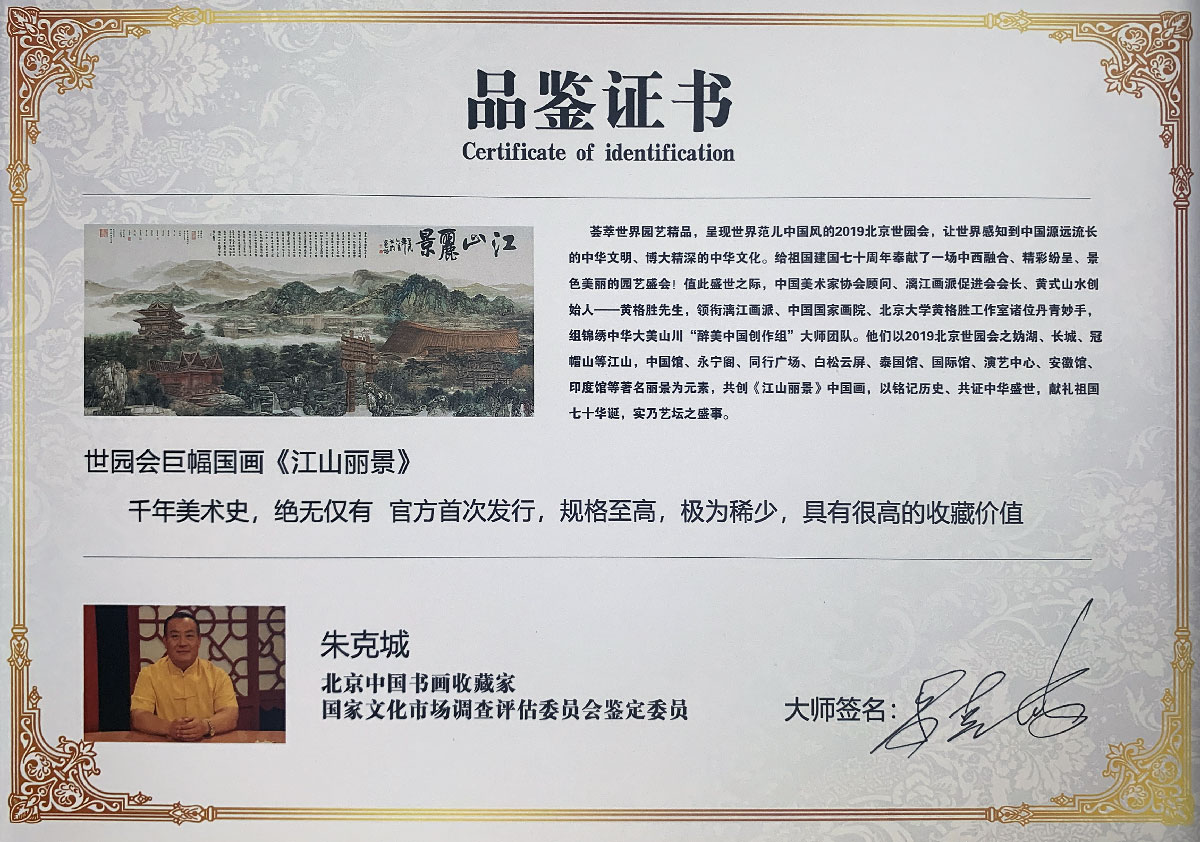 品鉴证书
Certificate of identification
江山麗景
荟萃世界园艺精品，呈现世界范儿中国风的2019北京世园会，让世界感知到中国源远流长
的中华文明、博大精深的中华文化。给祖国建国七十周年奉献了一场中西融合、精彩纷呈、景
色美丽的园艺盛会！值此盛世之际，中国美术家协会顾问、漓江画派促进会会长、黄式山水创
始人——黄格胜先生，领衔漓江画派、中国国家画院、北京大学黄格胜工作室诸位丹青妙手，
组锦绣中华大美山川“醉美中国创作组”大师团队。他们以2019北京世园会之妫湖、长城、冠
帽山等江山，中国馆、永宁阁、同行广场、白松云屏、泰国馆、国际馆、演艺中心、安徽馆、
印度馆等著名丽景为元素，共创《江山丽景》中国画，以铭记历史、共证中华盛世，献礼祖国
七十华诞，实乃艺坛之盛事。
世园会巨幅国画《江山丽景》
千年美术史，绝无仅有 官方首次发行，规格至高，极为稀少，具有很高的收藏价值
朱克城
北京中国书画收藏家
国家文化市场调查评估委员会鉴定委员
大师签名：